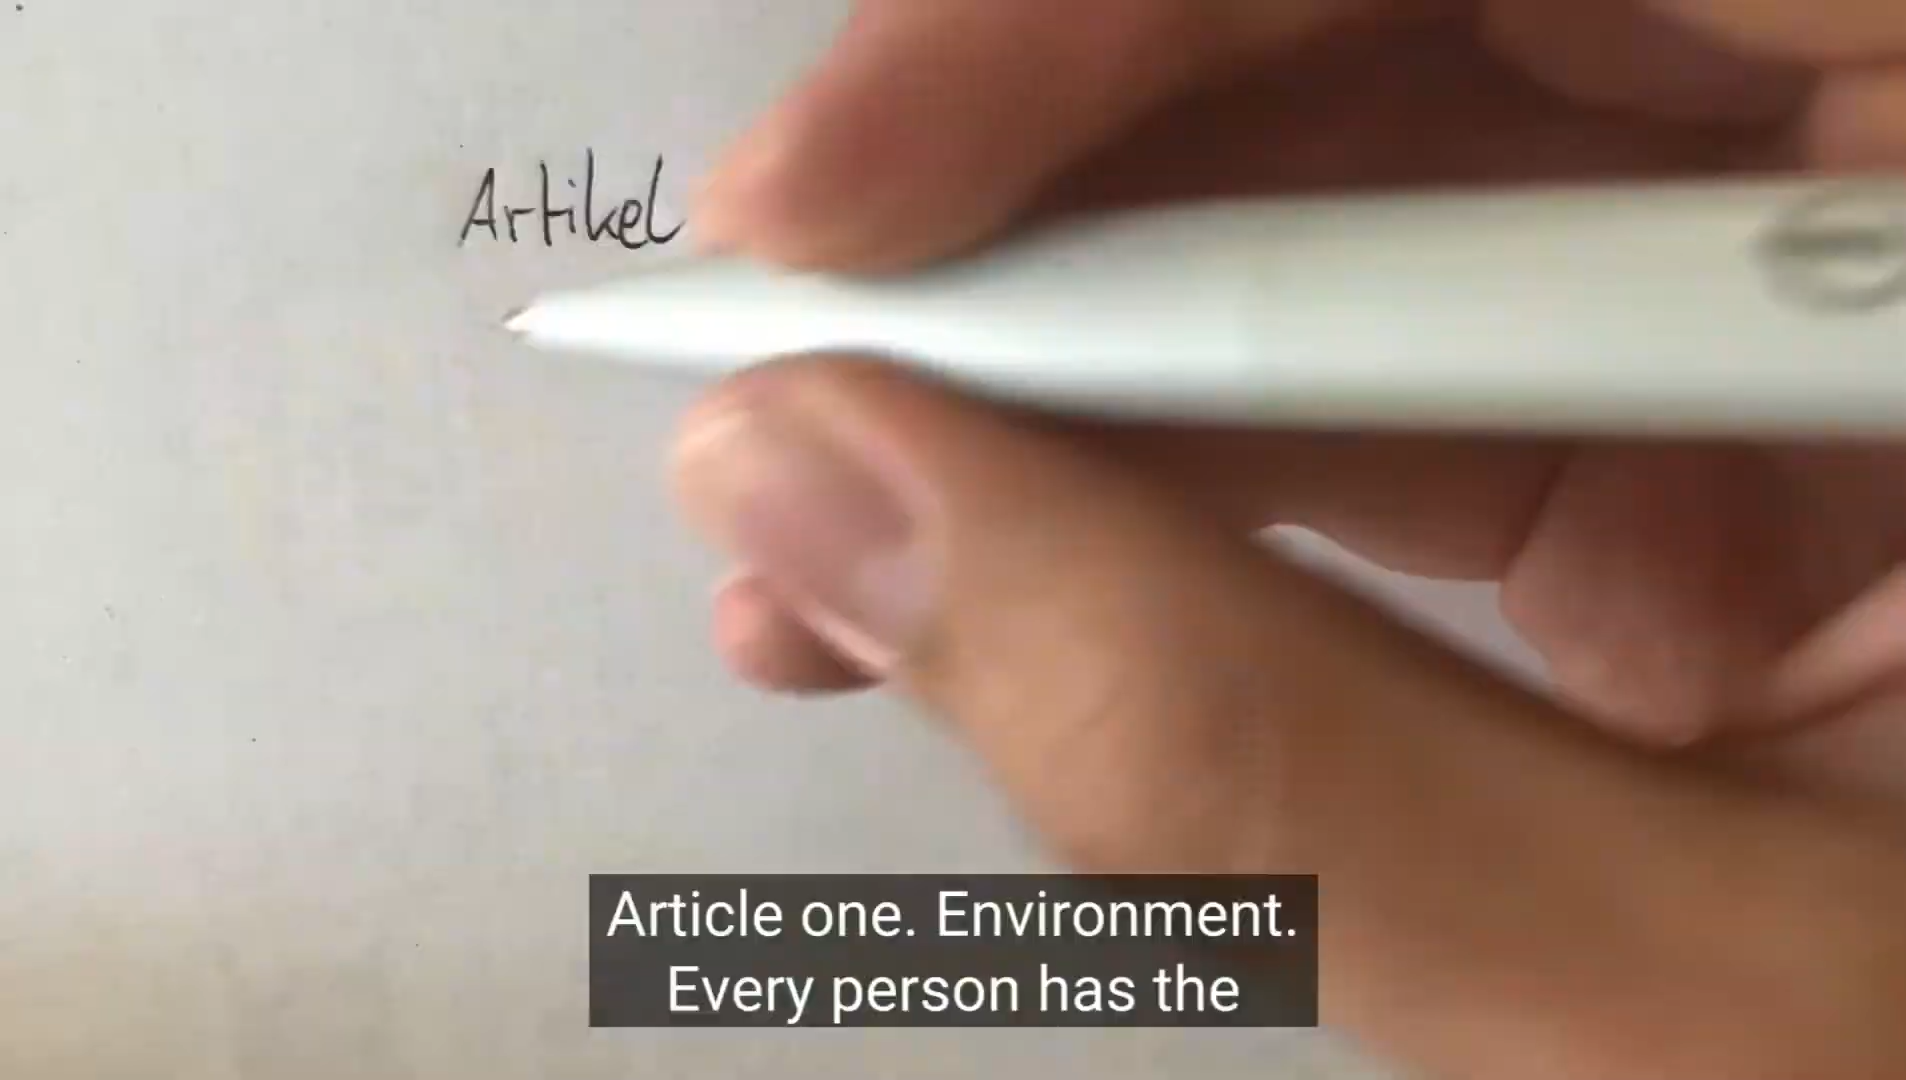 Artikel
Article one. Environment.
Every person has the